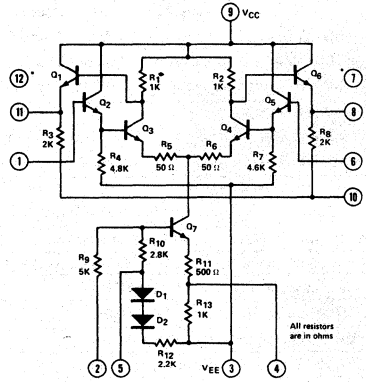 9 VCC
12 * Q1 R1* 1K R2 1K Q6 * 7
11 Q2 Q5 8
R3 2K Q3 R5 50 Ω R6 50 Ω Q4 R8 2K
1 R4 4.8K R7 4.6K 6
10
Q7
R9 5K R10 2.8K R11 500 Ω
D1 R13 1K
D2 All resistors
are in ohms
R12 2.2K
2 5 VEE 3 4